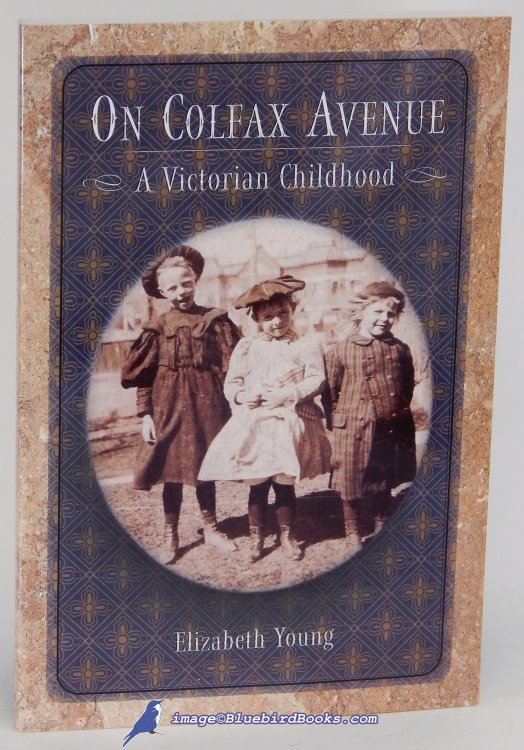 On Colfax Avenue
A Victorian Childhood
Elizabeth Young
image©BluebirdBooks.com